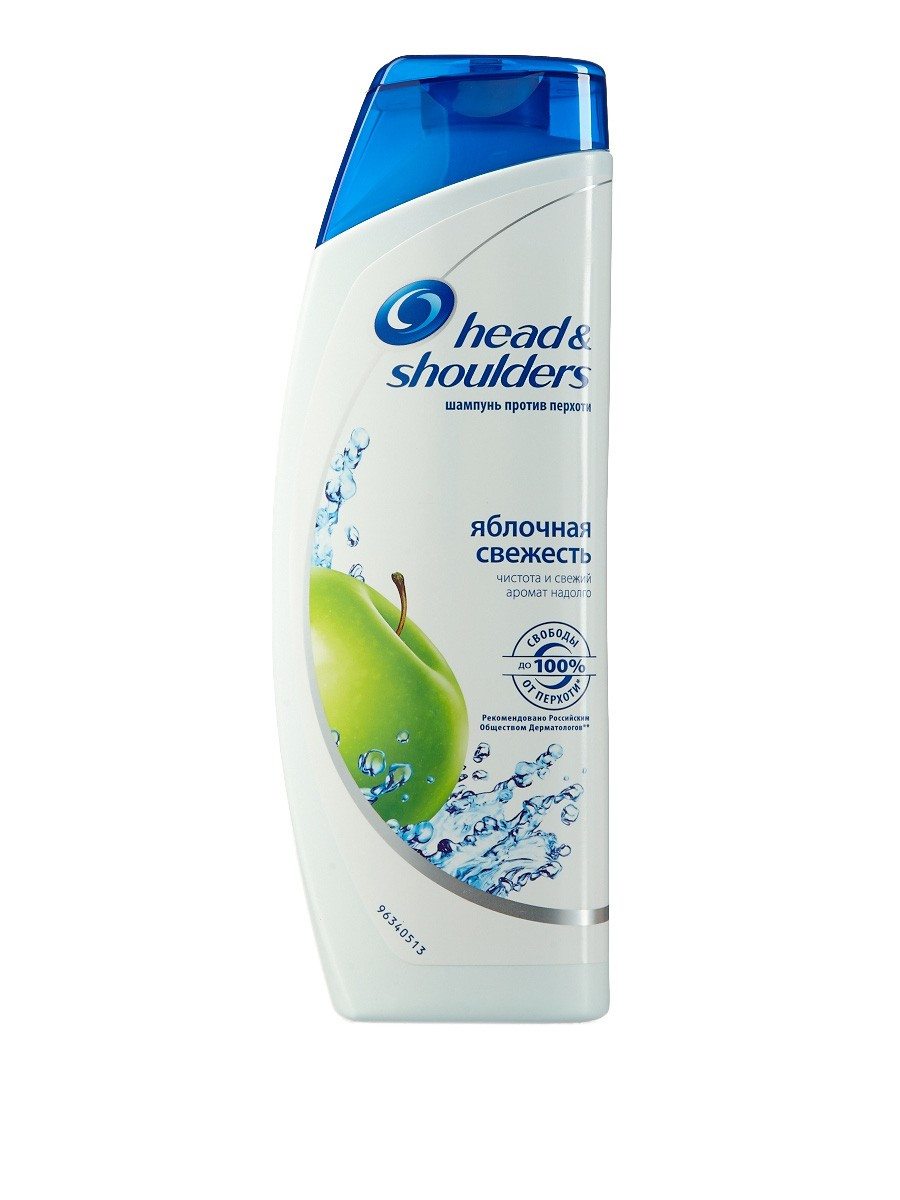 head &
shoulders
шампунь против перхоти
яблочная
свежесть
чистота и свежий
аромат надолго
СВОБОДЫ
ДО 100%
ОТ ПЕРХОТИ*
Рекомендовано Российским
Обществом Дерматологов**
96340513